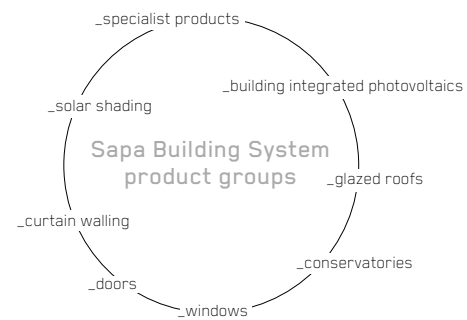 _specialist products
_building integrated photovoltaics
_solar shading
Sapa Building System
product groups
_glazed roofs
_curtain walling
_conservatories
_doors
_windows